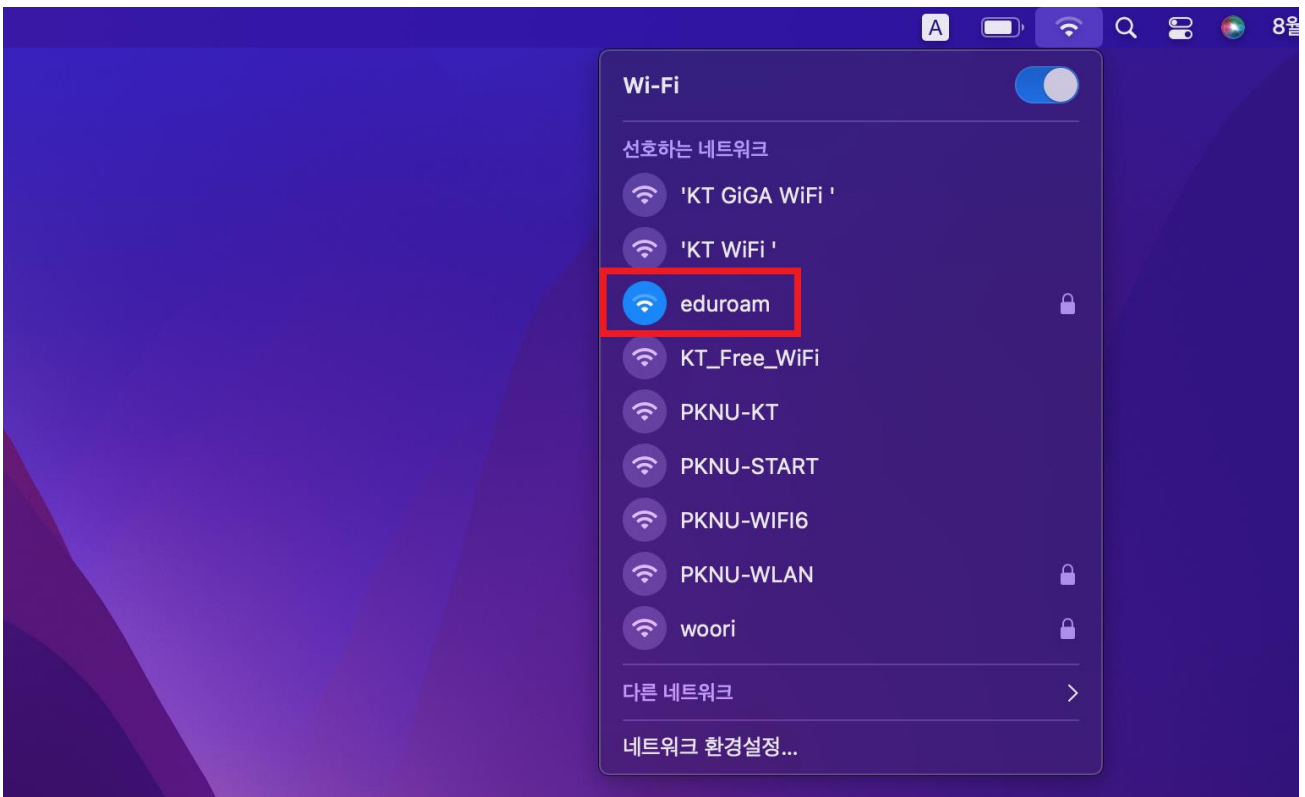 A
8월
Wi-Fi
선호하는 네트워크
'KT GiGA WiFi '
'KT WiFi '
eduroam
KT_Free_WiFi
PKNU-KT
PKNU-START
PKNU-WIFI6
PKNU-WLAN
woori
다른 네트워크
네트워크 환경설정...